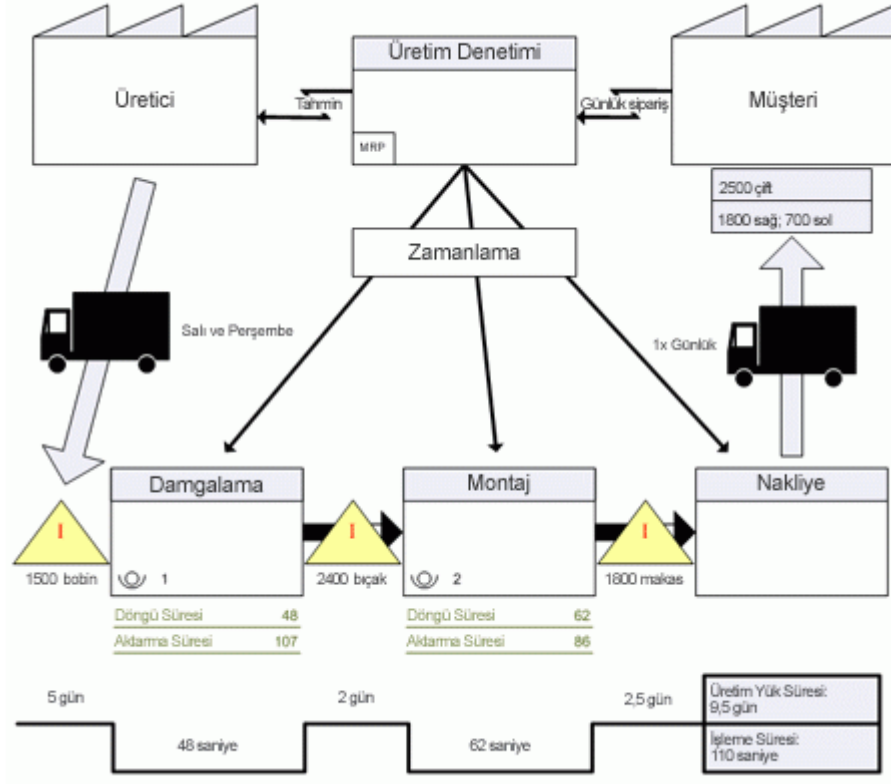 Üretici
Tahmin
Üretim Denetimi
MRP
Günlük sipariş
Müşteri
2500 çift
1800 sağ; 700 sol
Zamanlama
Salı ve Perşembe
1x Günlük
Damgalama
Montaj
Nakliye
I
I
I
1500 bobin
1
2400 bıçak
2
1800 makas
Döngü Süresi 48
Aktarma Süresi 107
Döngü Süresi 62
Aktarma Süresi 86
5 gün
2 gün
2,5 gün
48 saniye
62 saniye
Üretim Yük Süresi:
9,5 gün
İşleme Süresi:
110 saniye